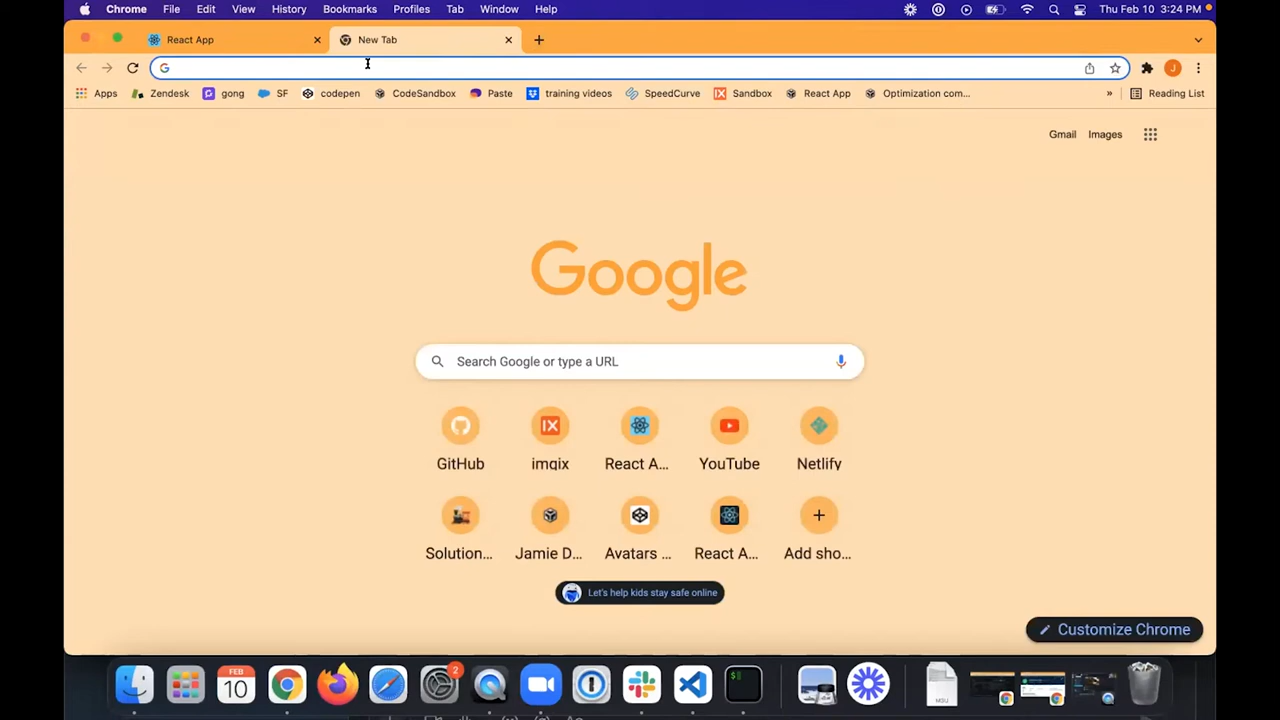 Chrome File Edit View History Bookmarks Profiles Tab Window Help Thu Feb 10 3:24 PM
React App New Tab
Apps Zendesk gong SF codepen CodeSandbox Paste training videos SpeedCurve Sandbox React App Optimization com... » Reading List
J
Gmail Images
Google
Search Google or type a URL
GitHub imgix React A... YouTube Netlify
Solution... Jamie D... Avatars ... React A... Add sho...
Let's help kids stay safe online
Customize Chrome
FEB
10
2